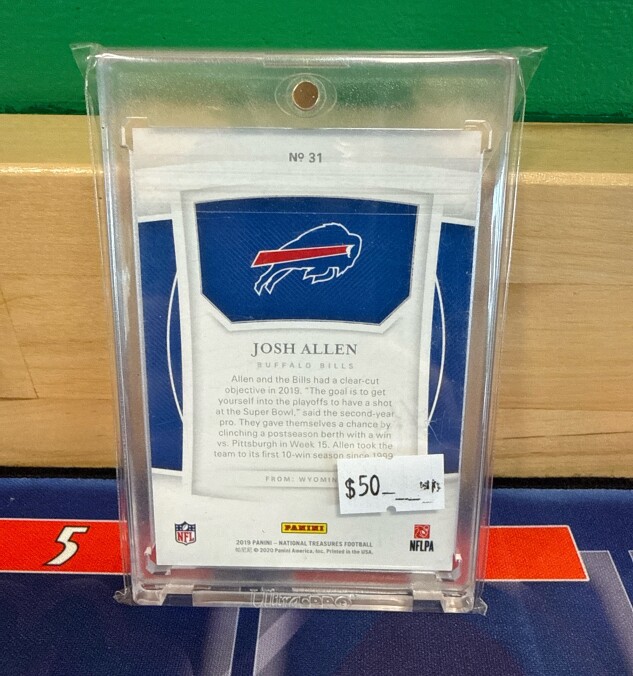 Nº 31
JOSH ALLEN
BUFFALO BILLS
Allen and the Bills had a clear-cut
objective in 2019. "The goal is to get
yourself into the playoffs to have a shot
at the Super Bowl," said the second-year
pro. They gave themselves a chance by
clinching a postseason berth with a win
vs. Pittsburgh in Week 15. Allen took the
team to its first 10-win season since 1999.
FROM: WYOMIN
$50
NFL
PANINI
NFLPA
2019 PANINI – NATIONAL TREASURES FOOTBALL
© 2020 Panini America, Inc. Printed in the USA.
5